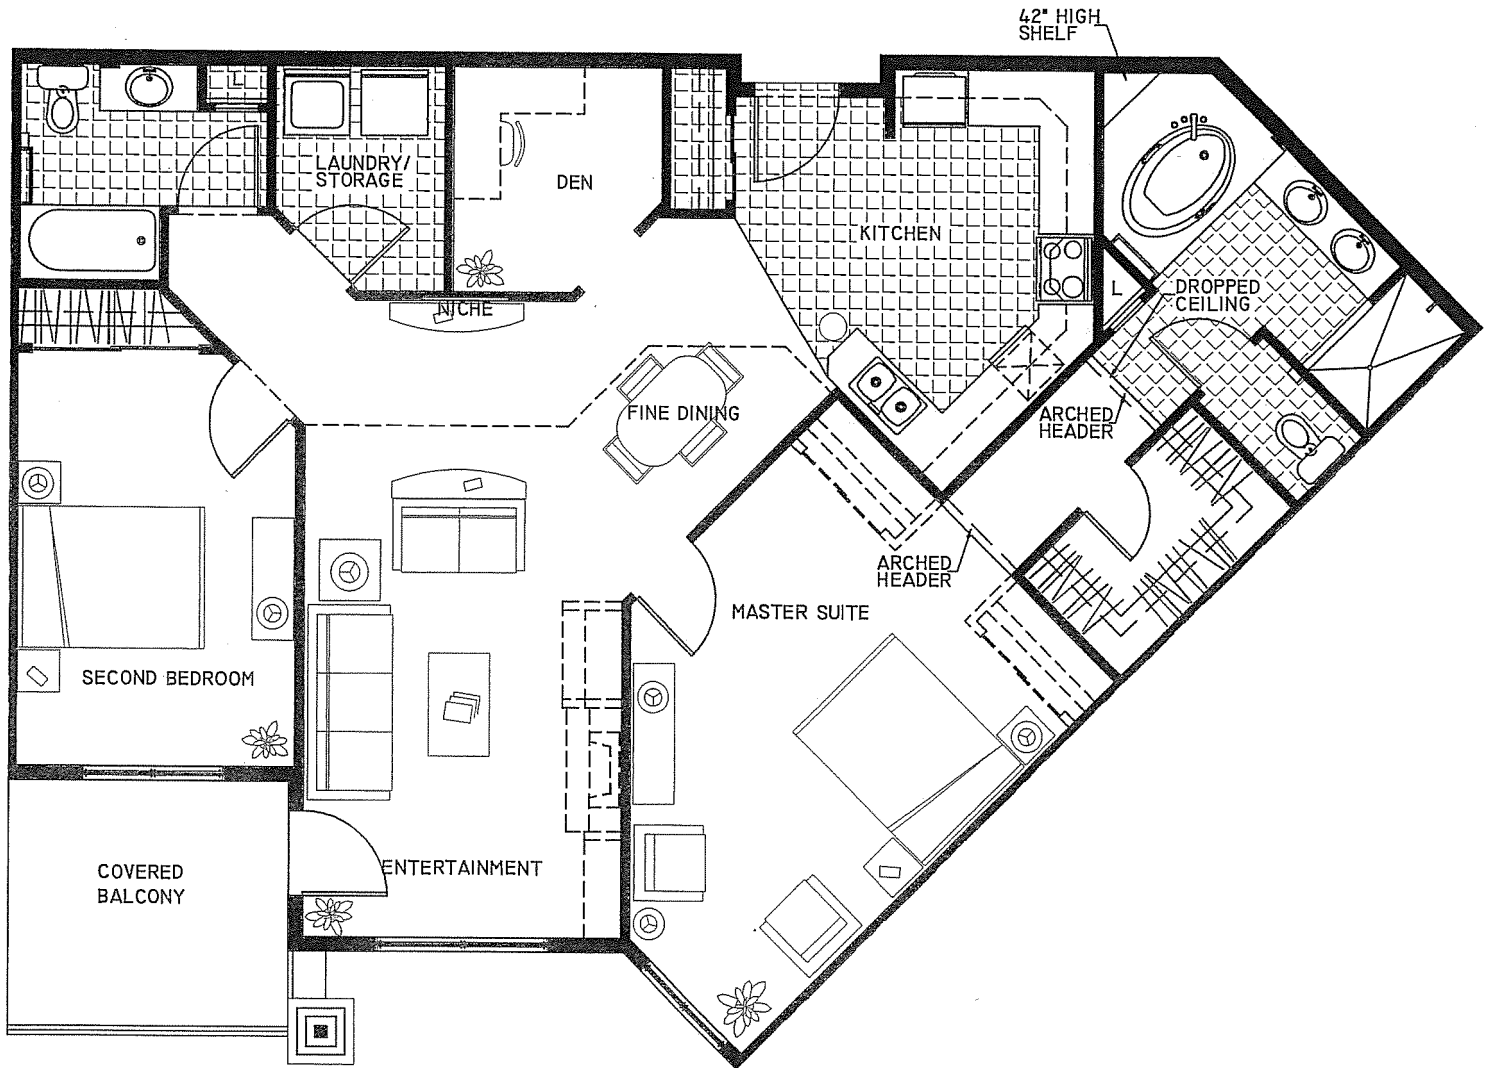 42" HIGH
SHELF
L
LAUNDRY/
STORAGE
DEN
KITCHEN
L
DROPPED
CEILING
NICHE
FINE DINING
ARCHED
HEADER
ARCHED
HEADER
MASTER SUITE
SECOND BEDROOM
ENTERTAINMENT
COVERED
BALCONY